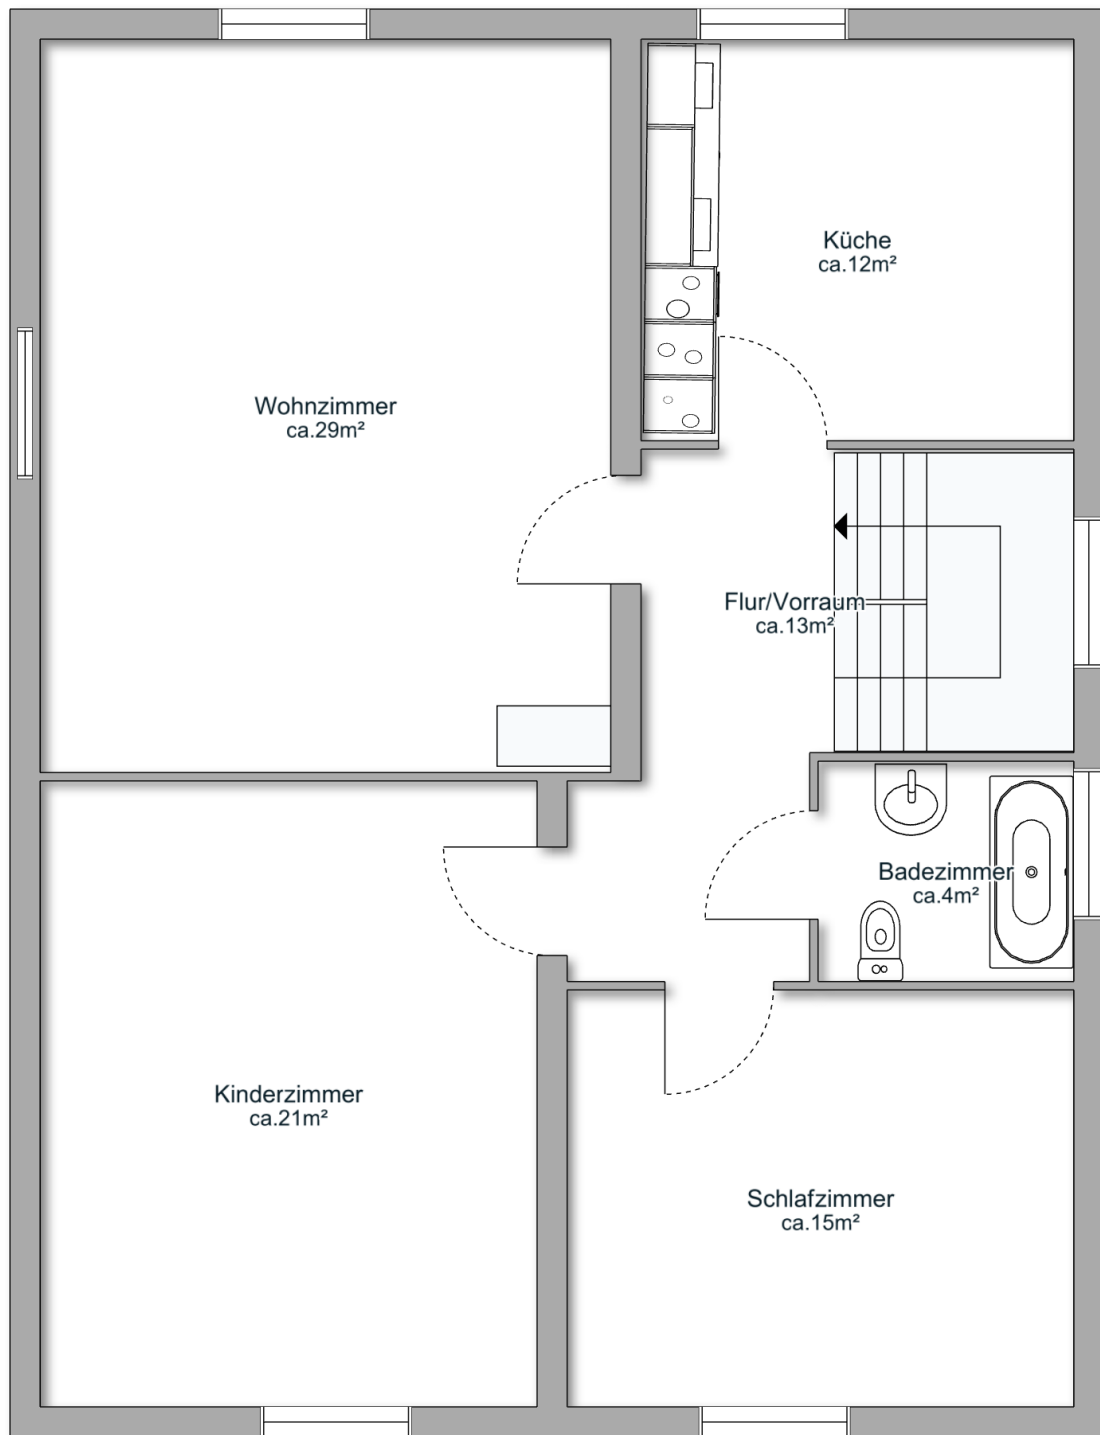 Küche
ca.12m²
Wohnzimmer
ca.29m²
Flur/Vorraum
ca.13m²
Badezimmer
ca.4m²
Kinderzimmer
ca.21m²
Schlafzimmer
ca.15m²